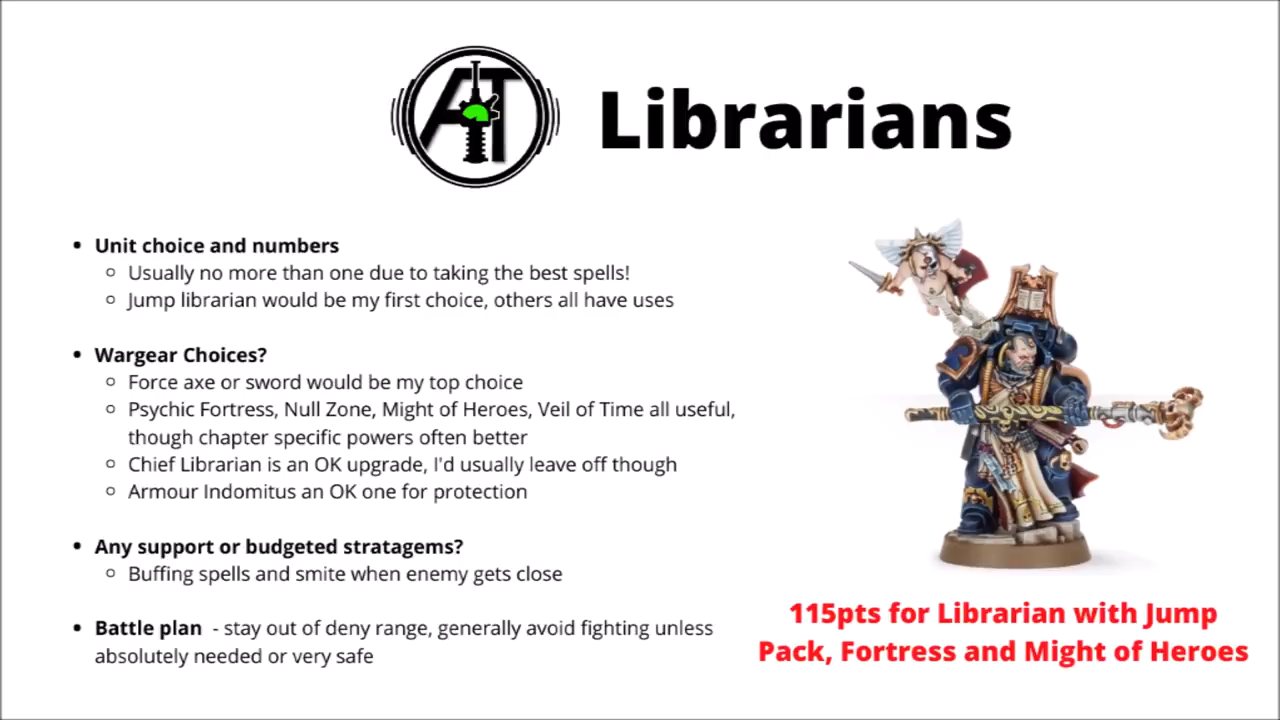 AT
Librarians
• Unit choice and numbers
○ Usually no more than one due to taking the best spells!
○ Jump librarian would be my first choice, others all have uses
• Wargear Choices?
○ Force axe or sword would be my top choice
○ Psychic Fortress, Null Zone, Might of Heroes, Veil of Time all useful,
though chapter specific powers often better
○ Chief Librarian is an OK upgrade, I'd usually leave off though
○ Armour Indomitus an OK one for protection
• Any support or budgeted stratagems?
○ Buffing spells and smite when enemy gets close
• Battle plan - stay out of deny range, generally avoid fighting unless
absolutely needed or very safe
115pts for Librarian with Jump
Pack, Fortress and Might of Heroes